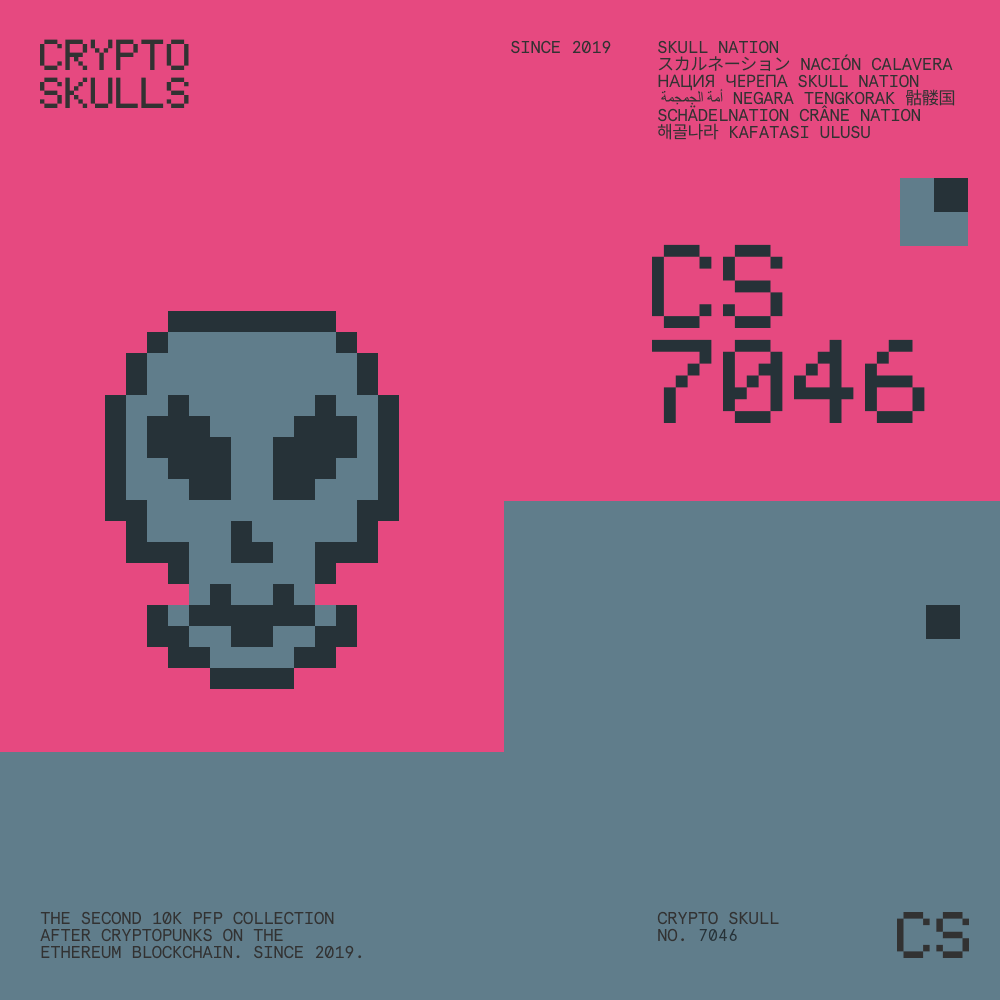 CRYPTO
SKULLS
SINCE 2019
SKULL NATION
スカルネーション NACIÓN CALAVERA
НАЦИЯ ЧЕРЕПА SKULL NATION
أمة الجمجمة NEGARA TENGKORAK 骷髅国
SCHÄDELNATION CRÂNE NATION
해골나라 KAFATASI ULUSU
CS
7046
THE SECOND 10K PFP COLLECTION
AFTER CRYPTOPUNKS ON THE
ETHEREUM BLOCKCHAIN. SINCE 2019.
CRYPTO SKULL
NO. 7046
CS